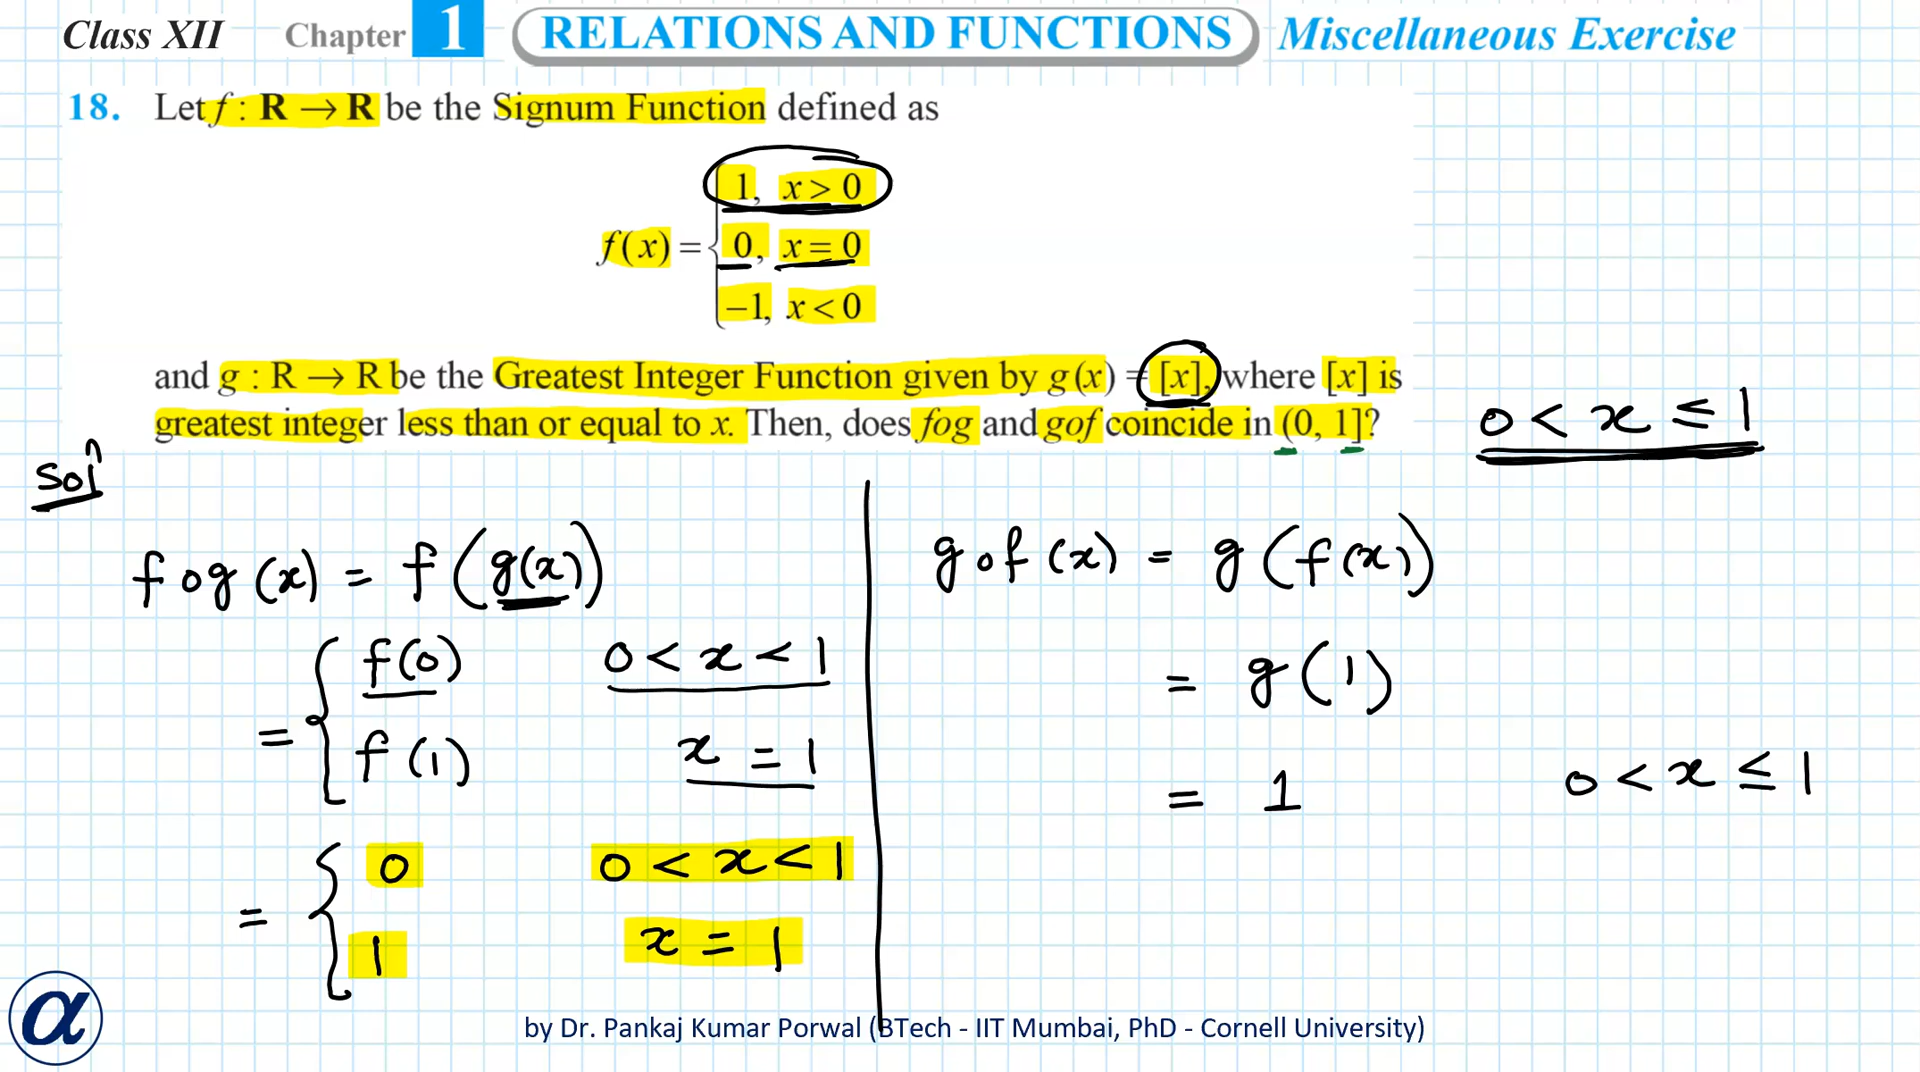 Class XII Chapter 1 RELATIONS AND FUNCTIONS Miscellaneous Exercise
18. Let f : R → R be the Signum Function defined as
1, x > 0
f(x) = { 0, x = 0
-1, x < 0
and g : R → R be the Greatest Integer Function given by g(x) = [x], where [x] is
greatest integer less than or equal to x. Then, does fog and gof coincide in (0, 1]?
0 < x ≤ 1
Solⁿ
fog(x) = f(g(x))
= { f(0) 0 < x < 1
f(1) x = 1
= { 0 0 < x < 1
1 x = 1
gof(x) = g(f(x))
= g(1)
= 1 0 < x ≤ 1
α
by Dr. Pankaj Kumar Porwal (BTech - IIT Mumbai, PhD - Cornell University)